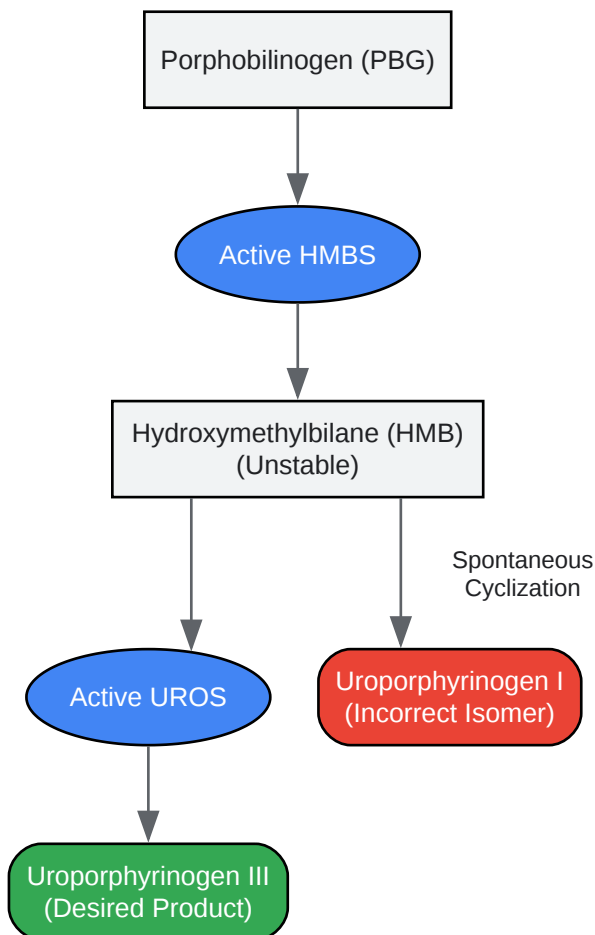 Porphobilinogen (PBG)
Active HMBS
Hydroxymethylbilane (HMB)
(Unstable)
Spontaneous
Cyclization
Active UROS
Uroporphyrinogen I
(Incorrect Isomer)
Uroporphyrinogen III
(Desired Product)